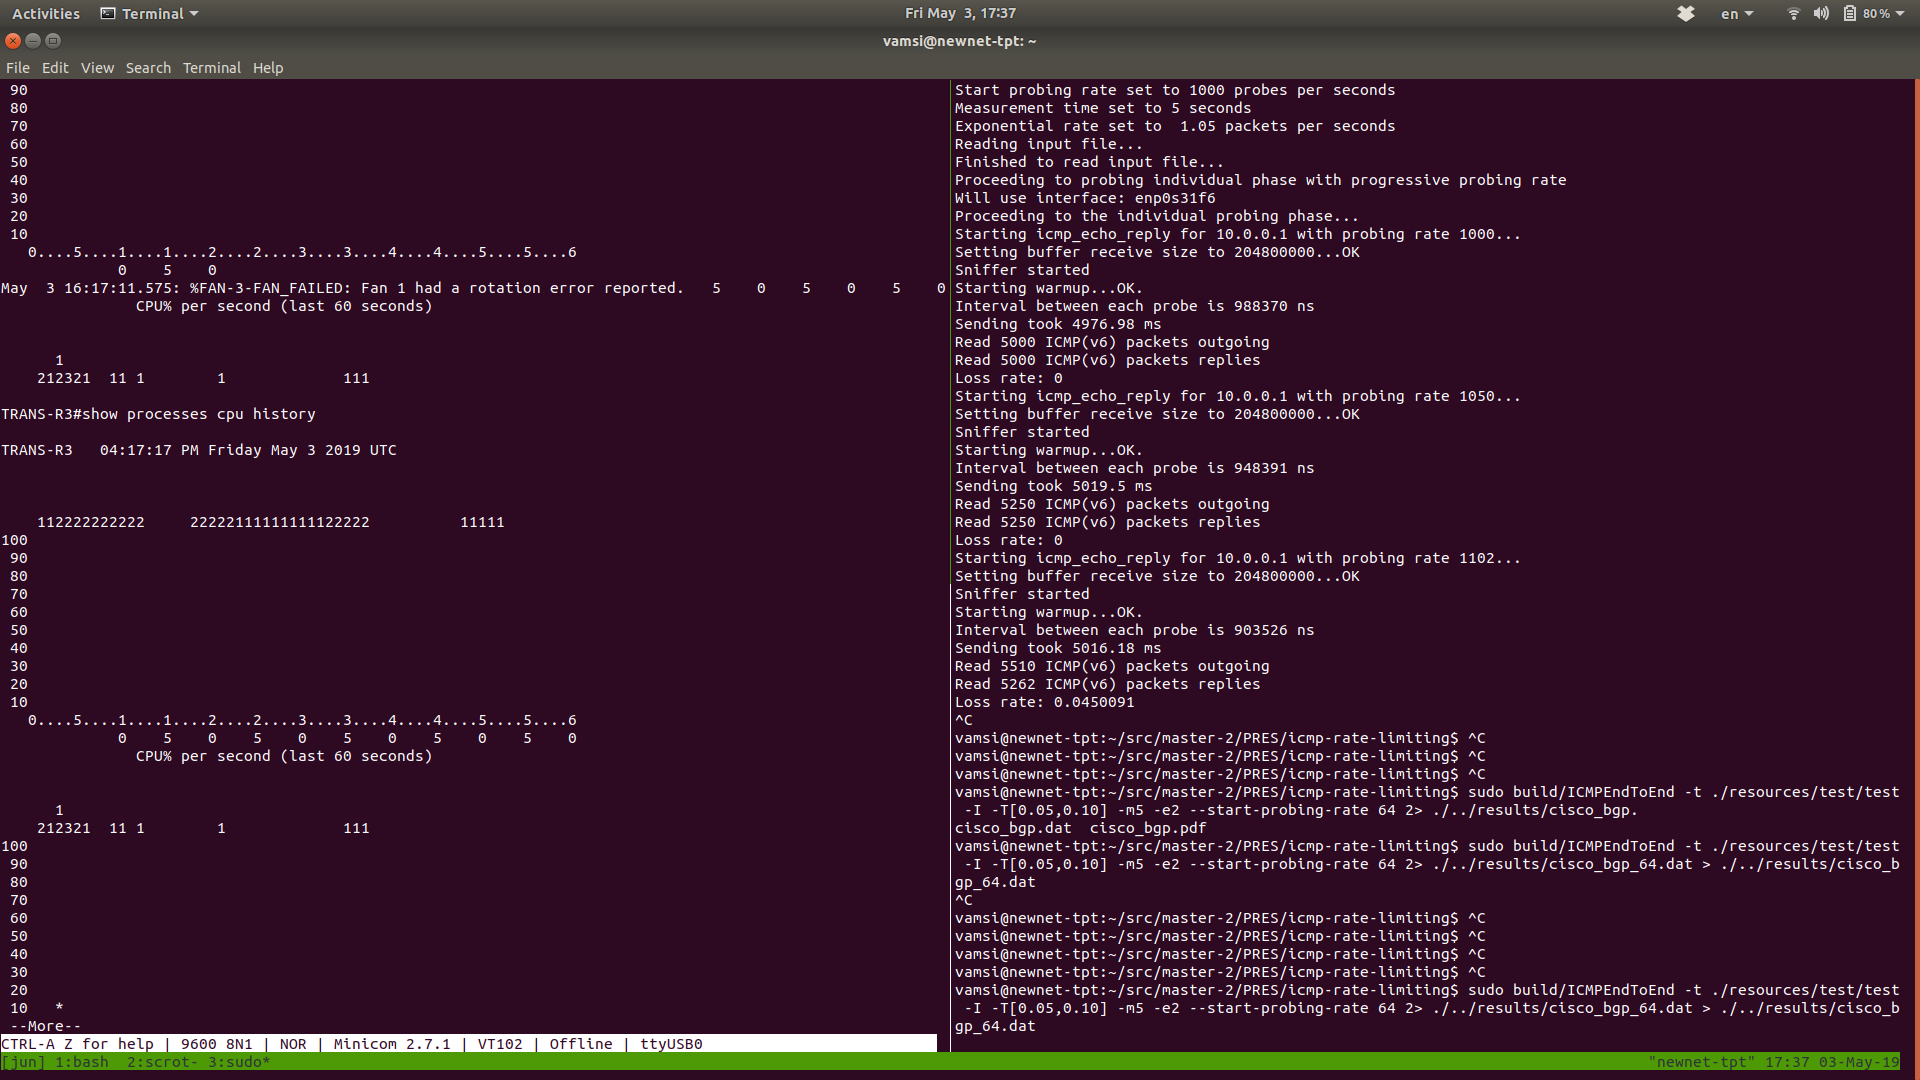 Activities Terminal Fri May 3, 17:37 en 80 %
vamsi@newnet-tpt: ~
File Edit View Search Terminal Help
90
80
70
60
50
40
30
20
10
0....5....1....1....2....2....3....3....4....4....5....5....6
0 5 0
May  3 16:17:11.575: %FAN-3-FAN_FAILED: Fan 1 had a rotation error reported.   5    0    5    0    5    0
CPU% per second (last 60 seconds)
1
212321  11 1        1             111
TRANS-R3#show processes cpu history
TRANS-R3   04:17:17 PM Friday May 3 2019 UTC
112222222222     22222111111111122222          11111
100
90
80
70
60
50
40
30
20
10
0....5....1....1....2....2....3....3....4....4....5....5....6
0    5    0    5    0    5    0    5    0    5    0
CPU% per second (last 60 seconds)
1
212321  11 1        1             111
100
90
80
70
60
50
40
30
20
10   *
--More--
CTRL-A Z for help | 9600 8N1 | NOR | Minicom 2.7.1 | VT102 | Offline | ttyUSB0
Start probing rate set to 1000 probes per seconds
Measurement time set to 5 seconds
Exponential rate set to  1.05 packets per seconds
Reading input file...
Finished to read input file...
Proceeding to probing individual phase with progressive probing rate
Will use interface: enp0s31f6
Proceeding to the individual probing phase...
Starting icmp_echo_reply for 10.0.0.1 with probing rate 1000...
Setting buffer receive size to 204800000...OK
Sniffer started
Starting warmup...OK.
Interval between each probe is 988370 ns
Sending took 4976.98 ms
Read 5000 ICMP(v6) packets outgoing
Read 5000 ICMP(v6) packets replies
Loss rate: 0
Starting icmp_echo_reply for 10.0.0.1 with probing rate 1050...
Setting buffer receive size to 204800000...OK
Sniffer started
Starting warmup...OK.
Interval between each probe is 948391 ns
Sending took 5019.5 ms
Read 5250 ICMP(v6) packets outgoing
Read 5250 ICMP(v6) packets replies
Loss rate: 0
Starting icmp_echo_reply for 10.0.0.1 with probing rate 1102...
Setting buffer receive size to 204800000...OK
Sniffer started
Starting warmup...OK.
Interval between each probe is 903526 ns
Sending took 5016.18 ms
Read 5510 ICMP(v6) packets outgoing
Read 5262 ICMP(v6) packets replies
Loss rate: 0.0450091
^C
vamsi@newnet-tpt:~/src/master-2/PRES/icmp-rate-limiting$ ^C
vamsi@newnet-tpt:~/src/master-2/PRES/icmp-rate-limiting$ ^C
vamsi@newnet-tpt:~/src/master-2/PRES/icmp-rate-limiting$ ^C
vamsi@newnet-tpt:~/src/master-2/PRES/icmp-rate-limiting$ sudo build/ICMPEndToEnd -t ./resources/test/test
-I -T[0.05,0.10] -m5 -e2 --start-probing-rate 64 2> ./../results/cisco_bgp.
cisco_bgp.dat  cisco_bgp.pdf
vamsi@newnet-tpt:~/src/master-2/PRES/icmp-rate-limiting$ sudo build/ICMPEndToEnd -t ./resources/test/test
-I -T[0.05,0.10] -m5 -e2 --start-probing-rate 64 2> ./../results/cisco_bgp_64.dat > ./../results/cisco_b
gp_64.dat
^C
vamsi@newnet-tpt:~/src/master-2/PRES/icmp-rate-limiting$ ^C
vamsi@newnet-tpt:~/src/master-2/PRES/icmp-rate-limiting$ ^C
vamsi@newnet-tpt:~/src/master-2/PRES/icmp-rate-limiting$ ^C
vamsi@newnet-tpt:~/src/master-2/PRES/icmp-rate-limiting$ ^C
vamsi@newnet-tpt:~/src/master-2/PRES/icmp-rate-limiting$ sudo build/ICMPEndToEnd -t ./resources/test/test
-I -T[0.05,0.10] -m5 -e2 --start-probing-rate 64 2> ./../results/cisco_bgp_64.dat > ./../results/cisco_b
gp_64.dat
[jun] 1:bash  2:scrot- 3:sudo* "newnet-tpt" 17:37 03-May-19